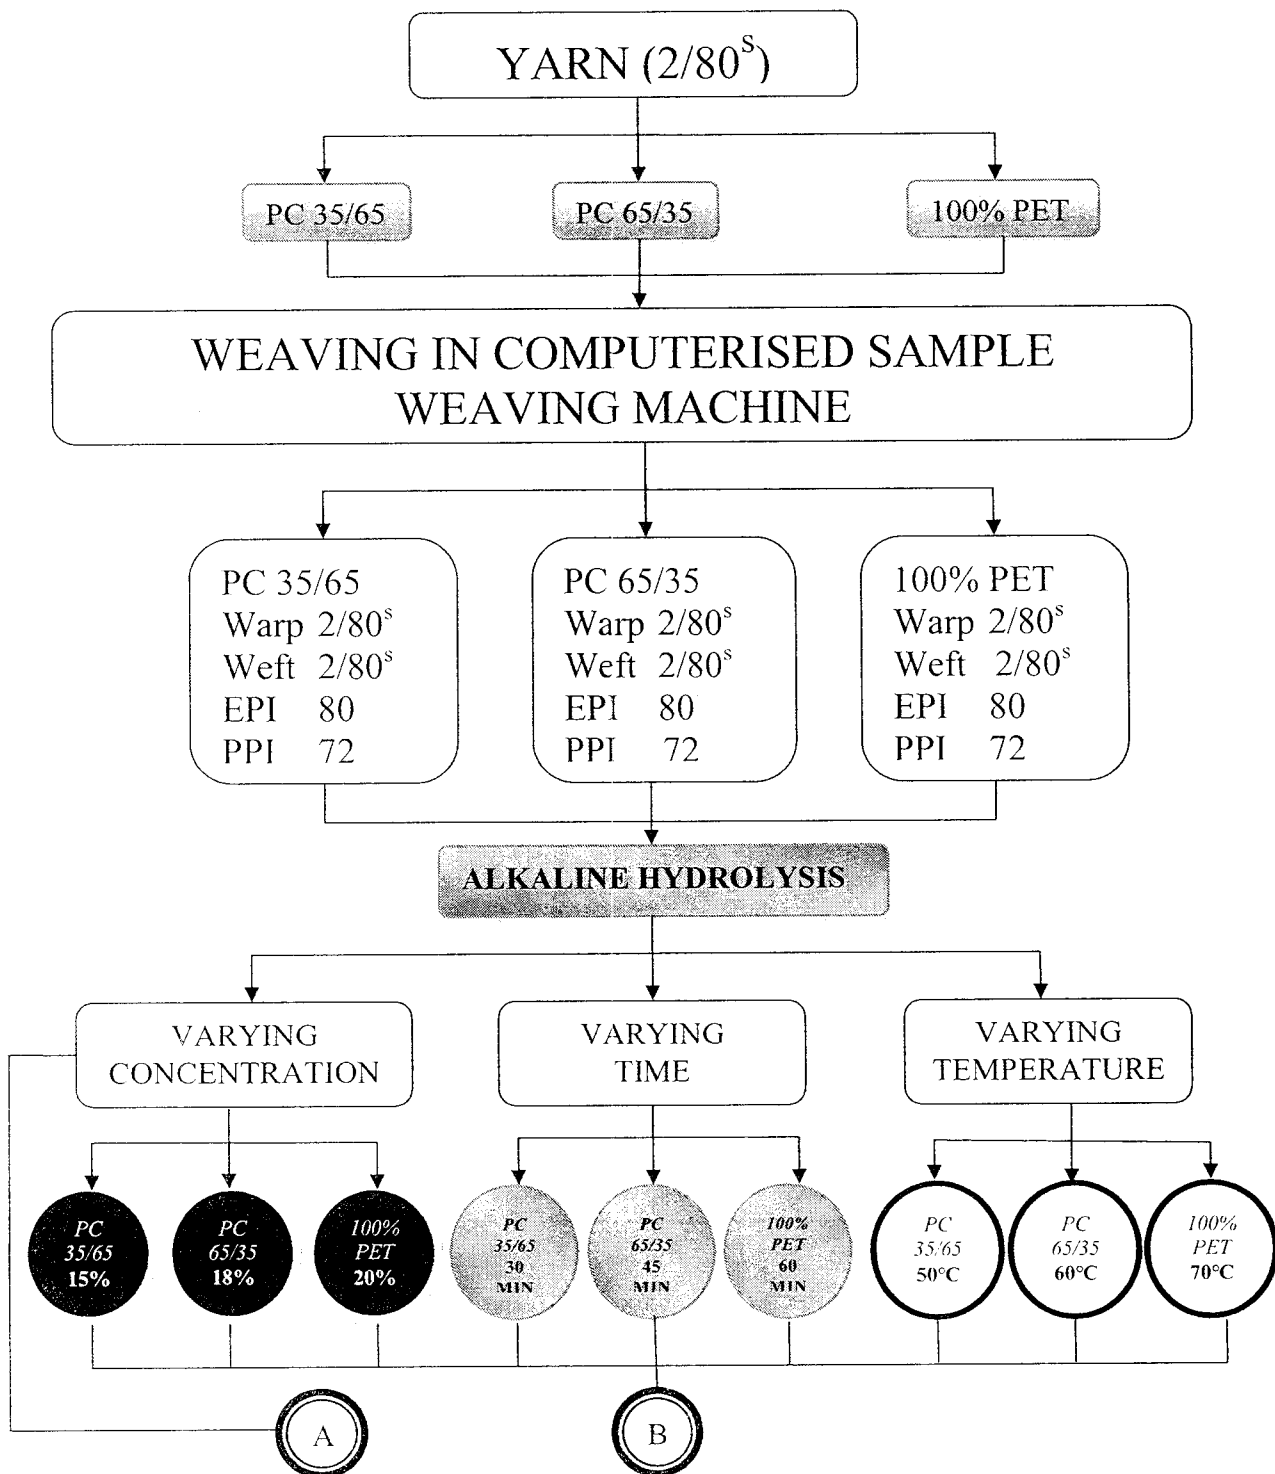 YARN (2/80ˢ)
PC 35/65
PC 65/35
100% PET
WEAVING IN COMPUTERISED SAMPLE
WEAVING MACHINE
PC 35/65
Warp 2/80ˢ
Weft 2/80ˢ
EPI 80
PPI 72
PC 65/35
Warp 2/80ˢ
Weft 2/80ˢ
EPI 80
PPI 72
100% PET
Warp 2/80ˢ
Weft 2/80ˢ
EPI 80
PPI 72
ALKALINE HYDROLYSIS
VARYING
CONCENTRATION
VARYING
TIME
VARYING
TEMPERATURE
PC
35/65
15%
PC
65/35
18%
100%
PET
20%
PC
35/65
30
MIN
PC
65/35
45
MIN
100%
PET
60
MIN
PC
35/65
50°C
PC
65/35
60°C
100%
PET
70°C
A
B